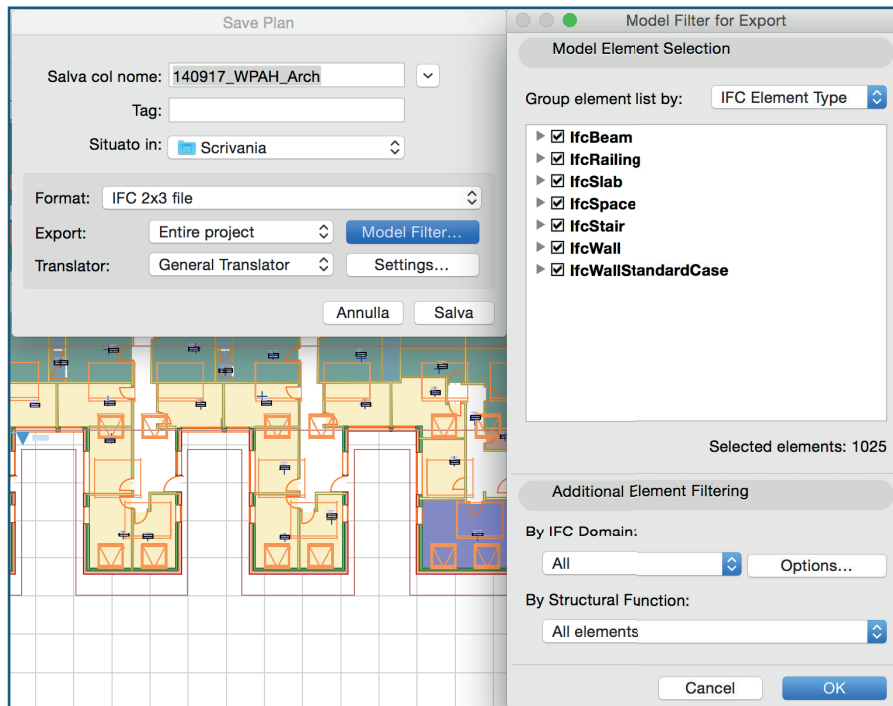 Save Plan
Salva col nome: 140917_WPAH_Arch
Tag:
Situato in: Scrivania
Format: IFC 2x3 file
Export: Entire project Model Filter...
Translator: General Translator Settings...
Annulla Salva
Model Filter for Export
Model Element Selection
Group element list by: IFC Element Type
IfcBeam
IfcRailing
IfcSlab
IfcSpace
IfcStair
IfcWall
IfcWallStandardCase
Selected elements: 1025
Additional Element Filtering
By IFC Domain:
All Options...
By Structural Function:
All elements
Cancel OK